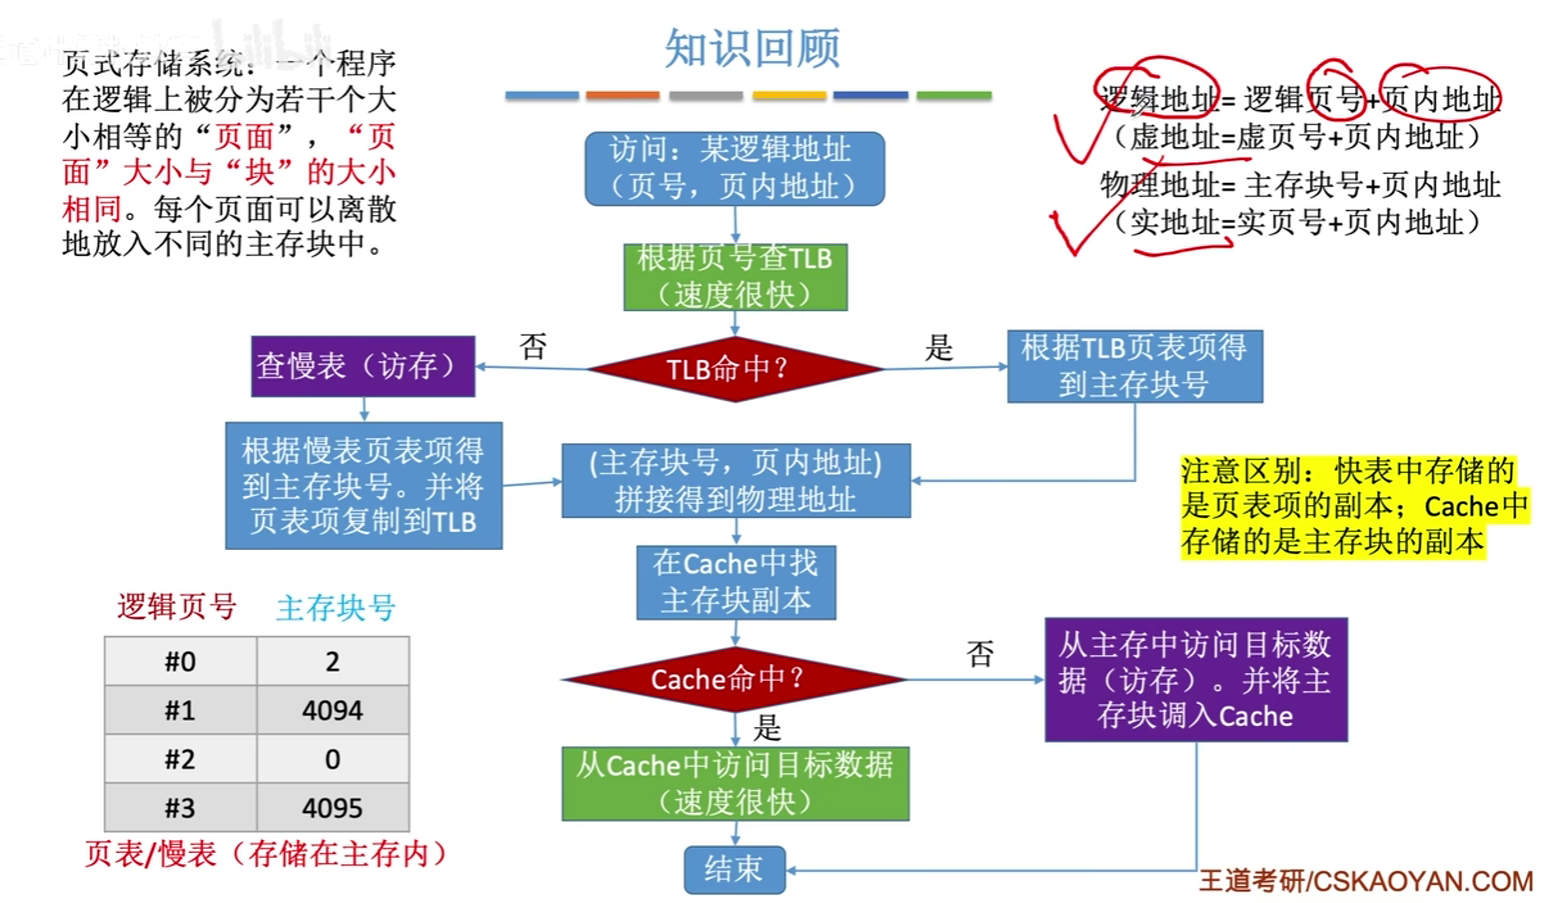 知识回顾
页式存储系统：一个程序
在逻辑上被分为若干个大
小相等的“页面”，“页
面”大小与“块”的大小
相同。每个页面可以离散
地放入不同的主存块中。
逻辑地址= 逻辑页号+页内地址
（虚地址=虚页号+页内地址）
物理地址= 主存块号+页内地址
（实地址=实页号+页内地址）
访问：某逻辑地址
（页号，页内地址）
根据页号查TLB
（速度很快）
TLB命中？
否
是
查慢表（访存）
根据TLB页表项得
到主存块号
根据慢表页表项得
到主存块号。并将
页表项复制到TLB
(主存块号，页内地址)
拼接得到物理地址
注意区别：快表中存储的
是页表项的副本；Cache中
存储的是主存块的副本
在Cache中找
主存块副本
Cache命中？
否
是
从主存中访问目标数
据（访存）。并将主
存块调入Cache
从Cache中访问目标数据
（速度很快）
结束
逻辑页号 主存块号
#0 2
#1 4094
#2 0
#3 4095
页表/慢表（存储在主存内）
王道考研/CSKAOYAN.COM
bilibili